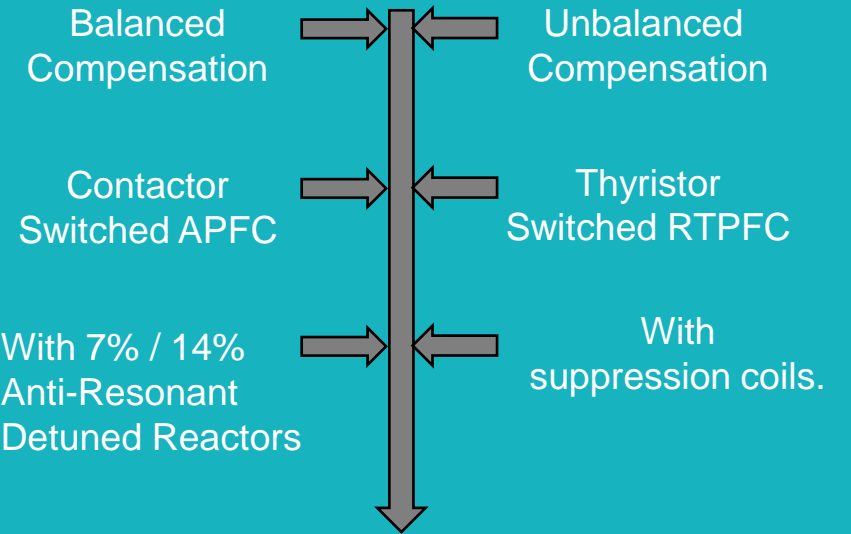 Balanced
Compensation
Unbalanced
Compensation
Contactor
Switched APFC
Thyristor
Switched RTPFC
With 7% / 14%
Anti-Resonant
Detuned Reactors
With
suppression coils.